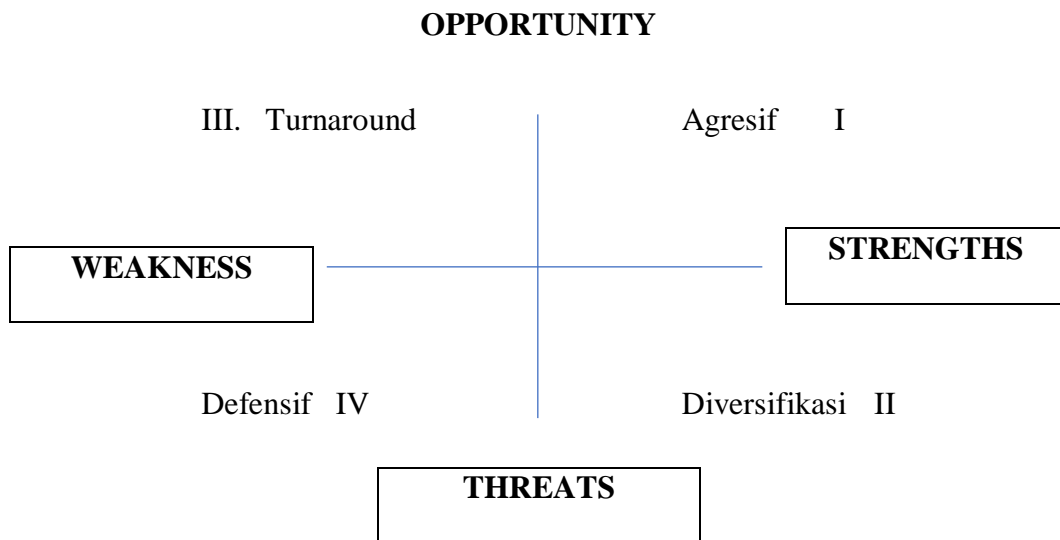 OPPORTUNITY
III. Turnaround
Agresif I
WEAKNESS
STRENGTHS
Defensif IV
Diversifikasi II
THREATS